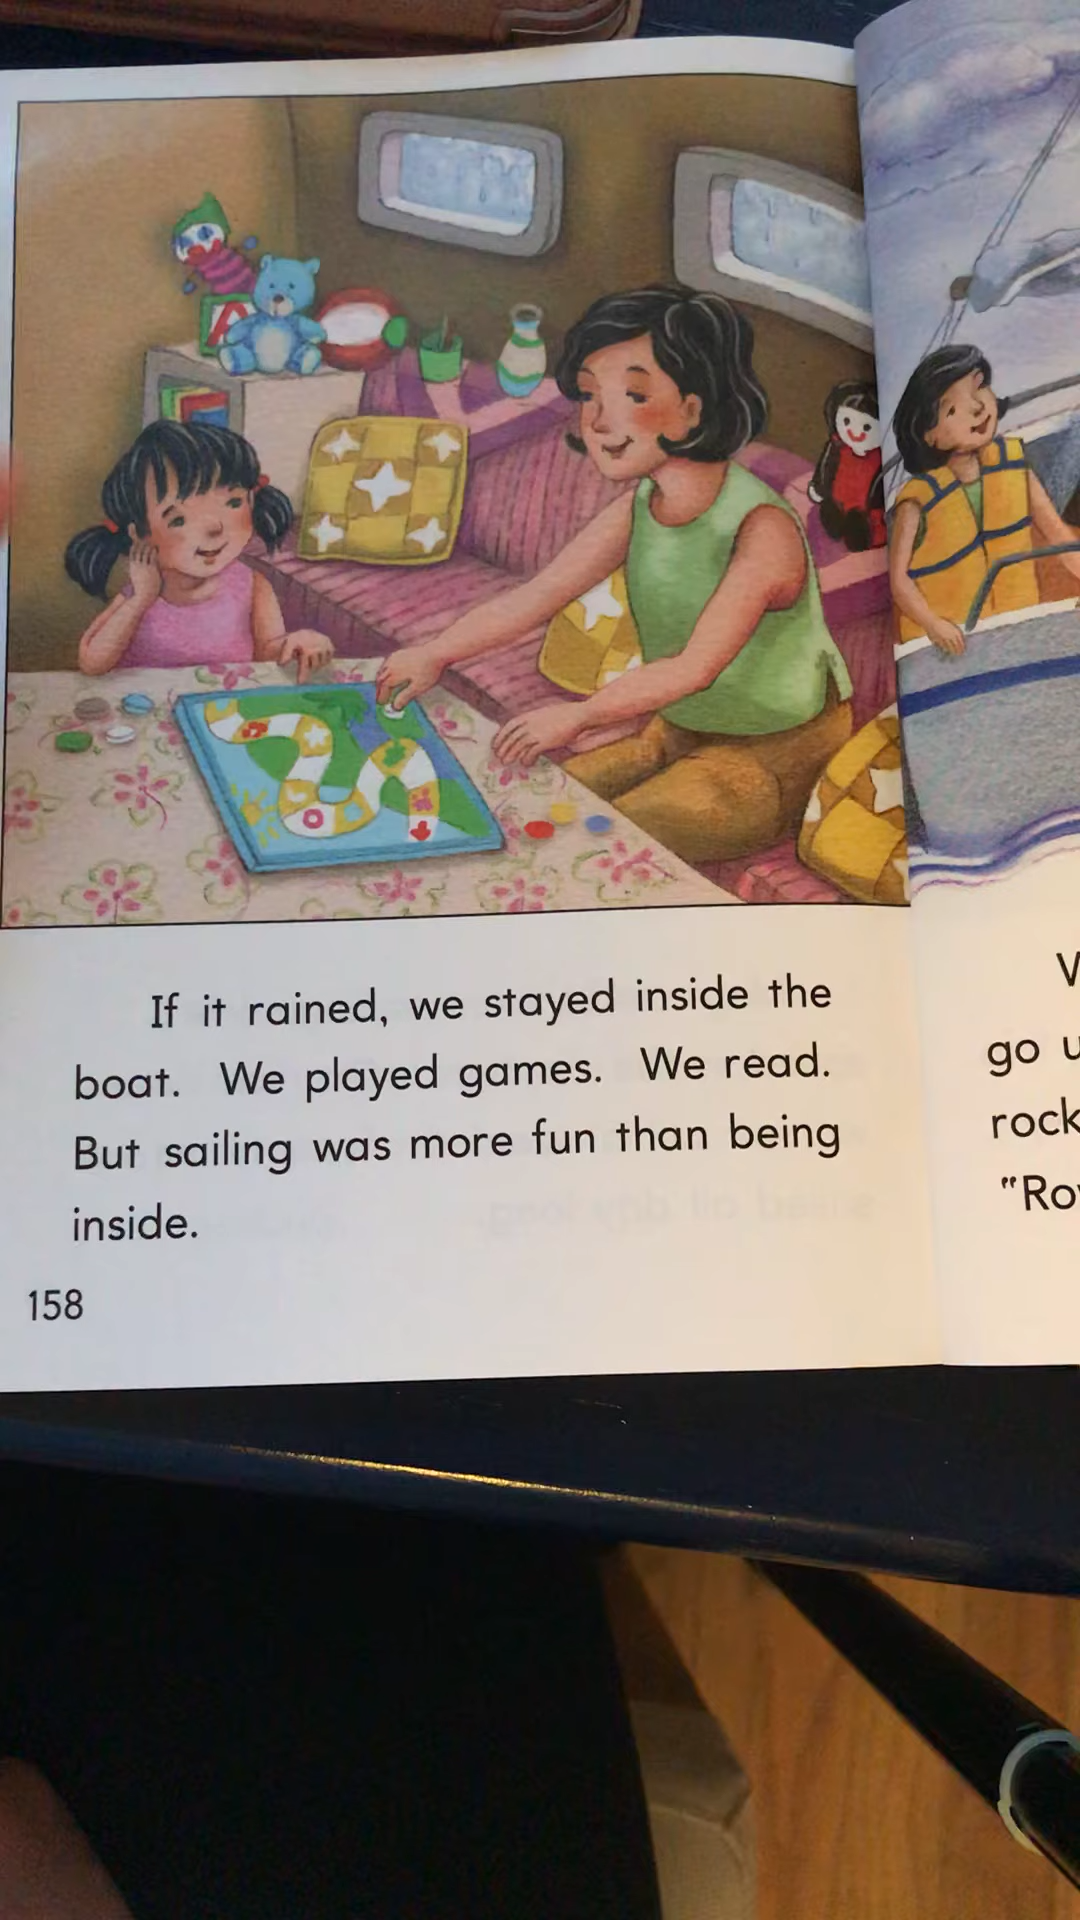 If it rained, we stayed inside the
boat. We played games. We read.
But sailing was more fun than being
inside.
158
A
go
rock